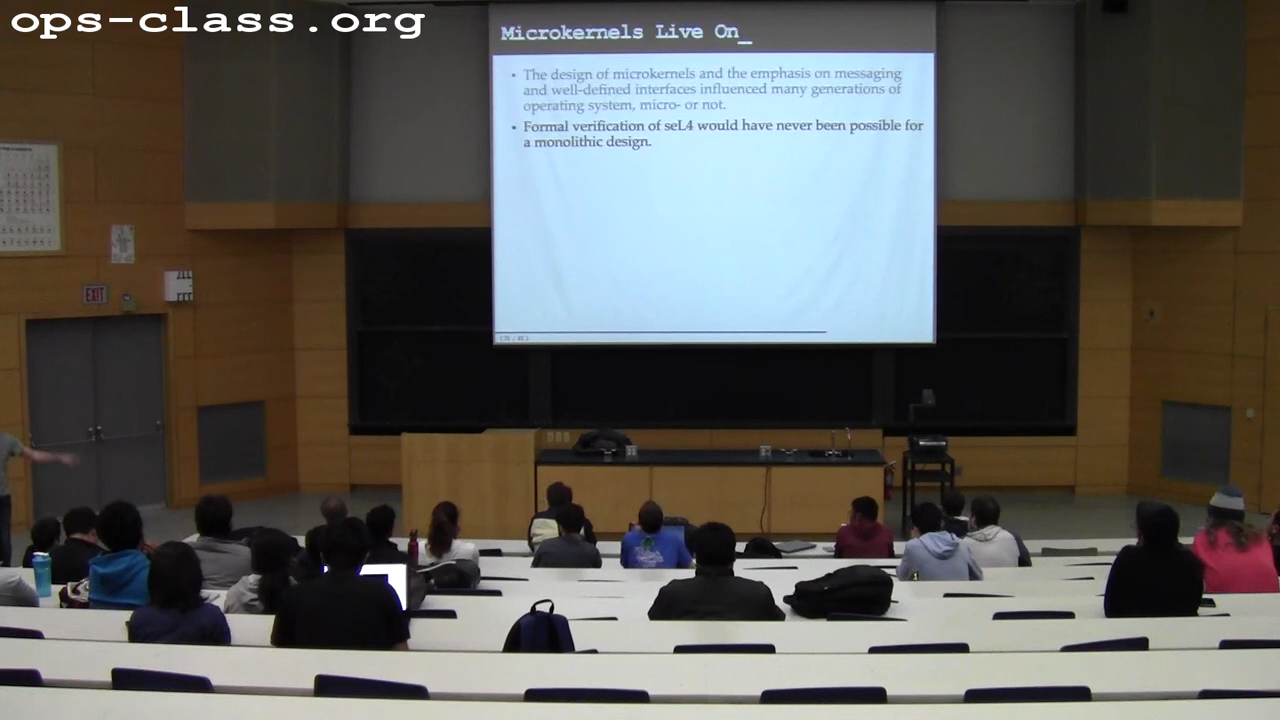 ops-class.org
Microkernels Live On_
• The design of microkernels and the emphasis on messaging
and well-defined interfaces influenced many generations of
operating system, micro- or not.
• Formal verification of seL4 would have never been possible for
a monolithic design.
EXIT